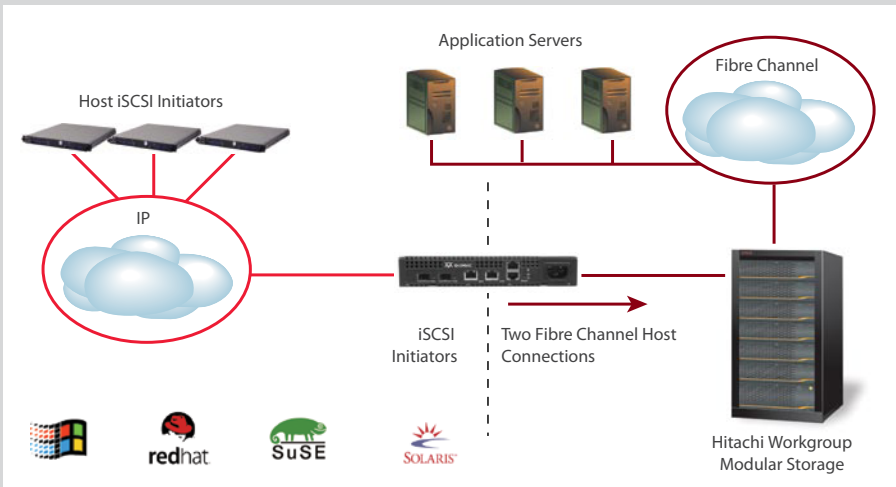 Application Servers
Fibre Channel
Host iSCSI Initiators
IP
iSCSI
Initiators
Two Fibre Channel Host
Connections
redhat.
SuSE
SOLARIS™
Hitachi Workgroup
Modular Storage